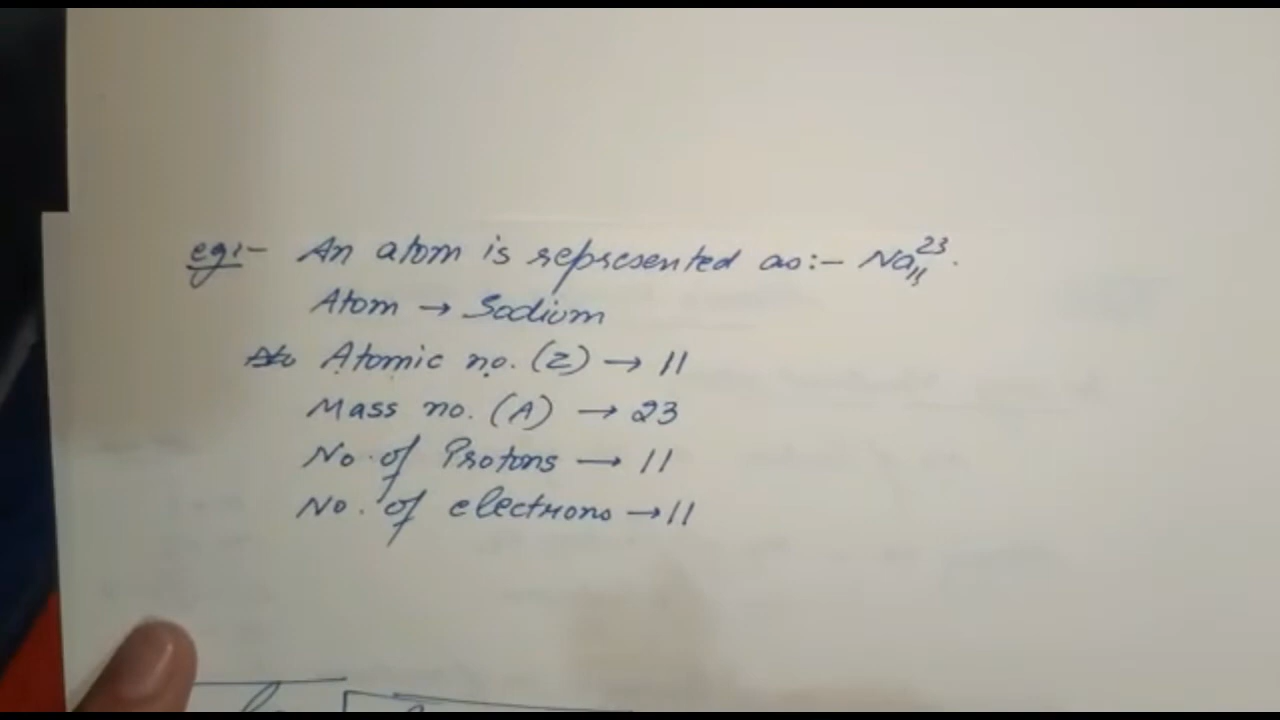 eg:- An atom is represented as:- Na₁₁²³.
Atom → Sodium
Atomic no. (Z) → 11
Mass no. (A) → 23
No. of Protons → 11
No. of electrons → 11